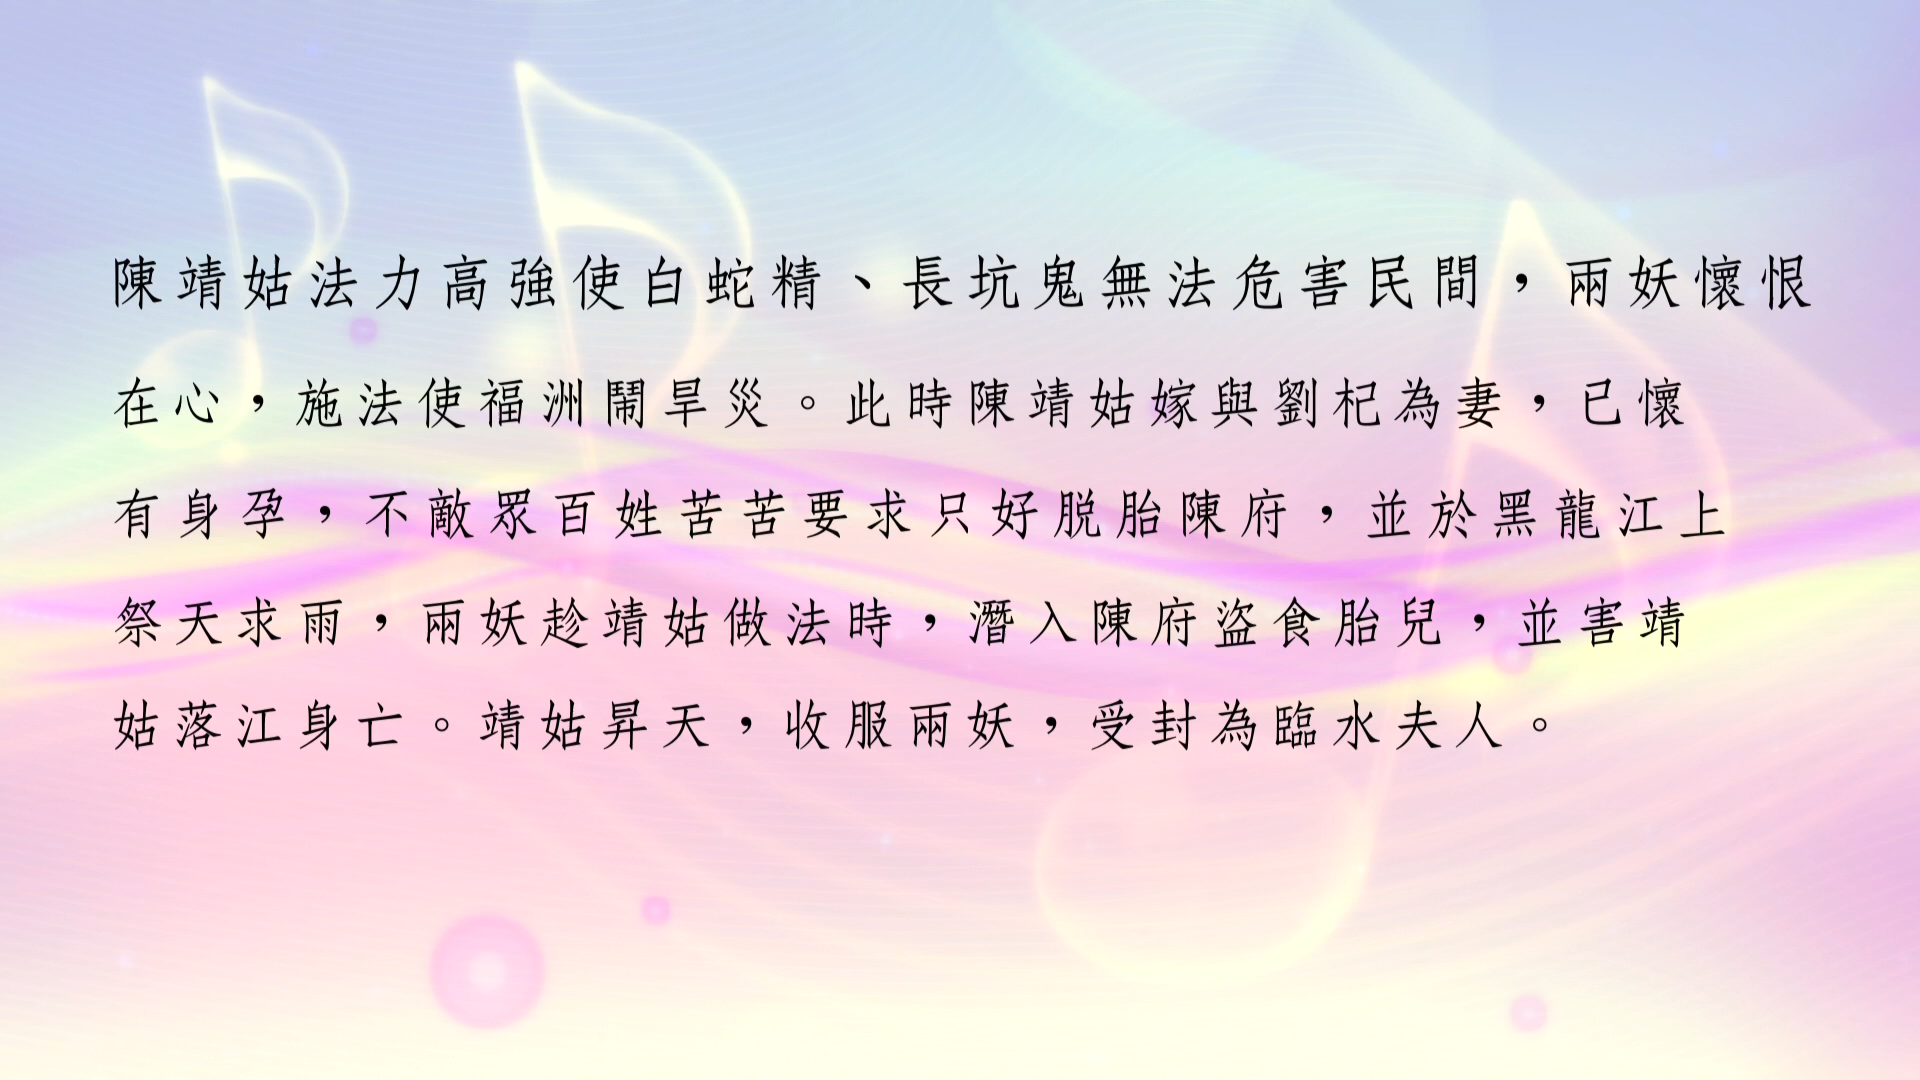 陳靖姑法力高強使白蛇精、長坑鬼無法危害民間，兩妖懷恨
在心，施法使福洲鬧旱災。此時陳靖姑嫁與劉杞為妻，已懷
有身孕，不敵眾百姓苦苦要求只好脱胎陳府，並於黑龍江上
祭天求雨，兩妖趁靖姑做法時，潛入陳府盜食胎兒，並害靖
姑落江身亡。靖姑昇天，收服兩妖，受封為臨水夫人。